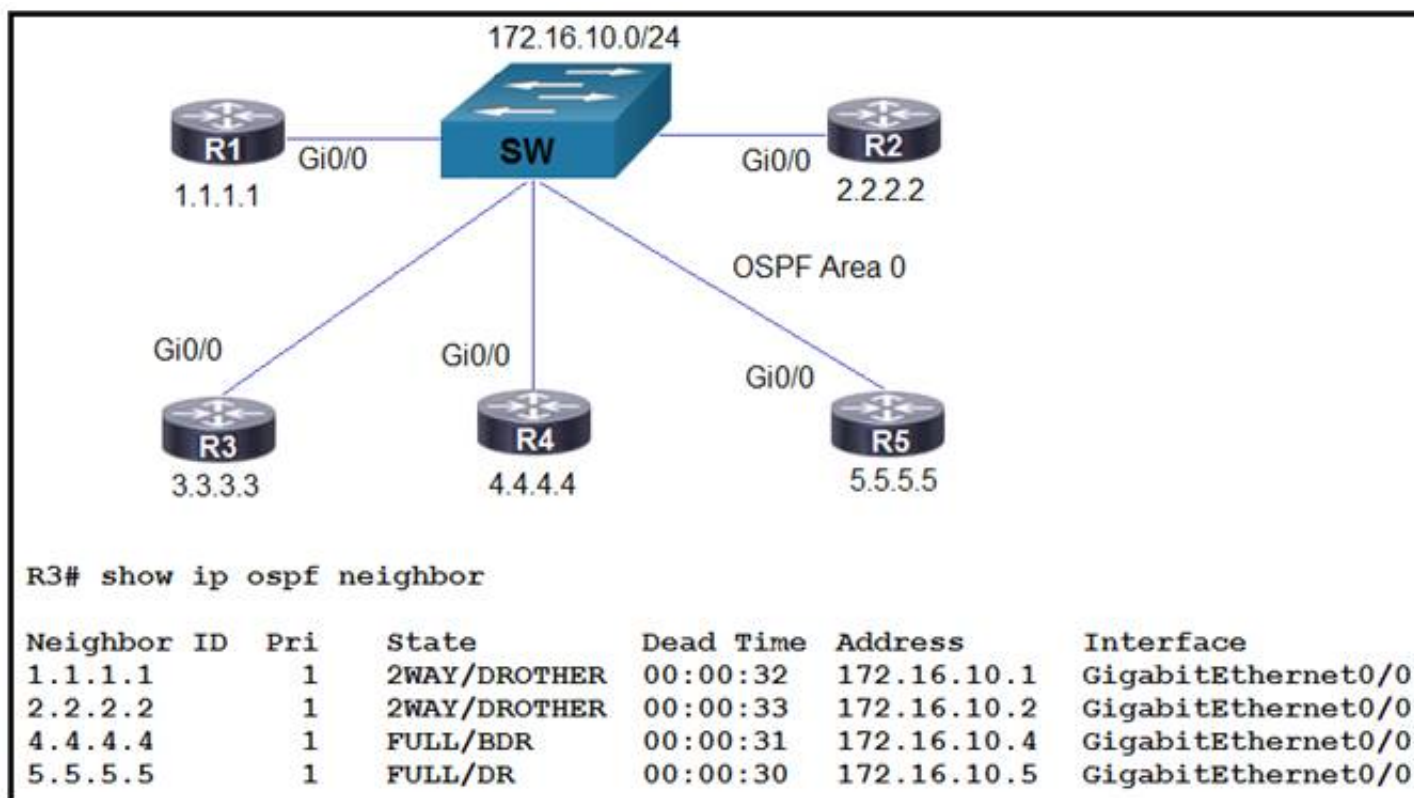 172.16.10.0/24
R1
Gi0/0
SW
Gi0/0
R2
1.1.1.1
2.2.2.2
OSPF Area 0
Gi0/0
Gi0/0
Gi0/0
R3
R4
R5
3.3.3.3
4.4.4.4
5.5.5.5
R3# show ip ospf neighbor
Neighbor ID Pri State Dead Time Address Interface
1.1.1.1 1 2WAY/DROTHER 00:00:32 172.16.10.1 GigabitEthernet0/0
2.2.2.2 1 2WAY/DROTHER 00:00:33 172.16.10.2 GigabitEthernet0/0
4.4.4.4 1 FULL/BDR 00:00:31 172.16.10.4 GigabitEthernet0/0
5.5.5.5 1 FULL/DR 00:00:30 172.16.10.5 GigabitEthernet0/0